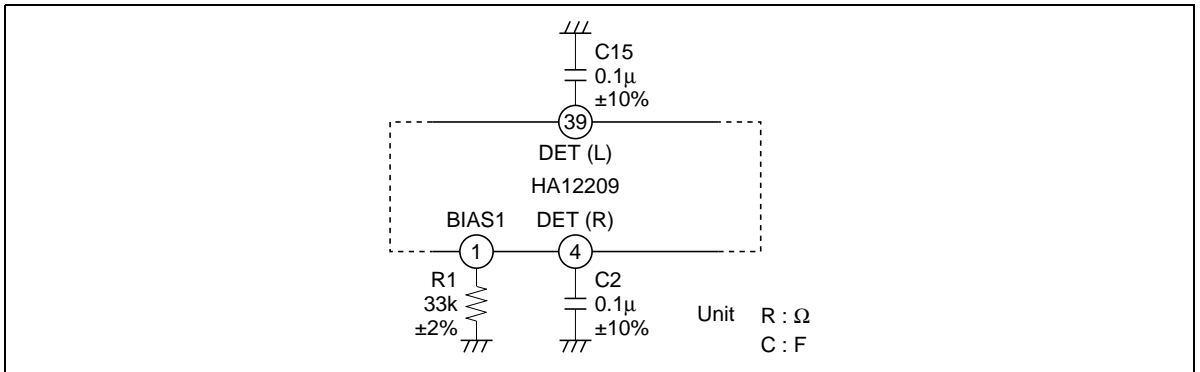 C15
0.1µ
±10%
39
DET (L)
HA12209
BIAS1 DET (R)
1 4
R1
33k
±2%
C2
0.1µ
±10%
Unit R : Ω
C : F